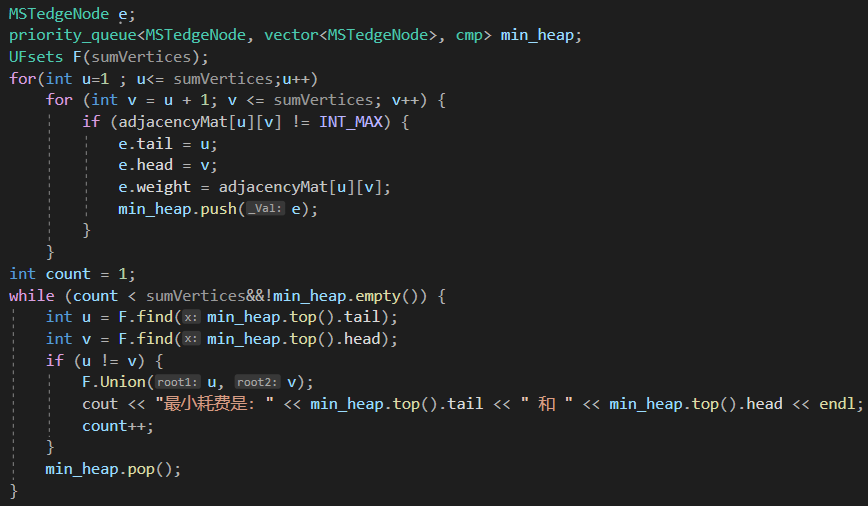 MSTedgeNode e;
priority_queue<MSTedgeNode, vector<MSTedgeNode>, cmp> min_heap;
UFsets F(sumVertices);
for(int u=1 ; u<= sumVertices;u++)
    for (int v = u + 1; v <= sumVertices; v++) {
        if (adjacencyMat[u][v] != INT_MAX) {
            e.tail = u;
            e.head = v;
            e.weight = adjacencyMat[u][v];
            min_heap.push(_Val: e);
        }
    }
int count = 1;
while (count < sumVertices&&!min_heap.empty()) {
    int u = F.find(x: min_heap.top().tail);
    int v = F.find(x: min_heap.top().head);
    if (u != v) {
        F.Union(root1: u, root2: v);
        cout << "最小耗费是: " << min_heap.top().tail << " 和 " << min_heap.top().head << endl;
        count++;
    }
    min_heap.pop();
}